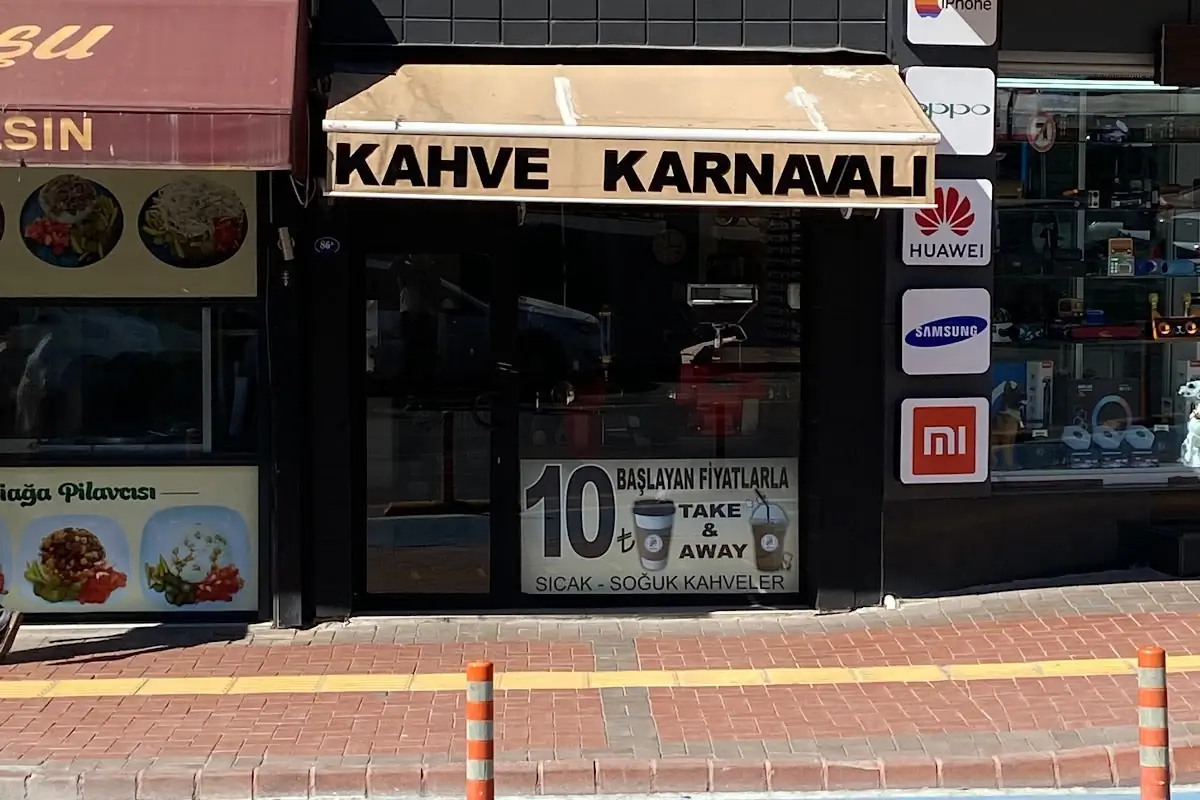 şu
SIN
KAHVE KARNAVALI
86
iPhone
oppo
HUAWEI
SAMSUNG
mi
iağa Pilavcısı
10 ₺
BAŞLAYAN FİYATLARLA
TAKE
&
AWAY
SICAK - SOĞUK KAHVELER